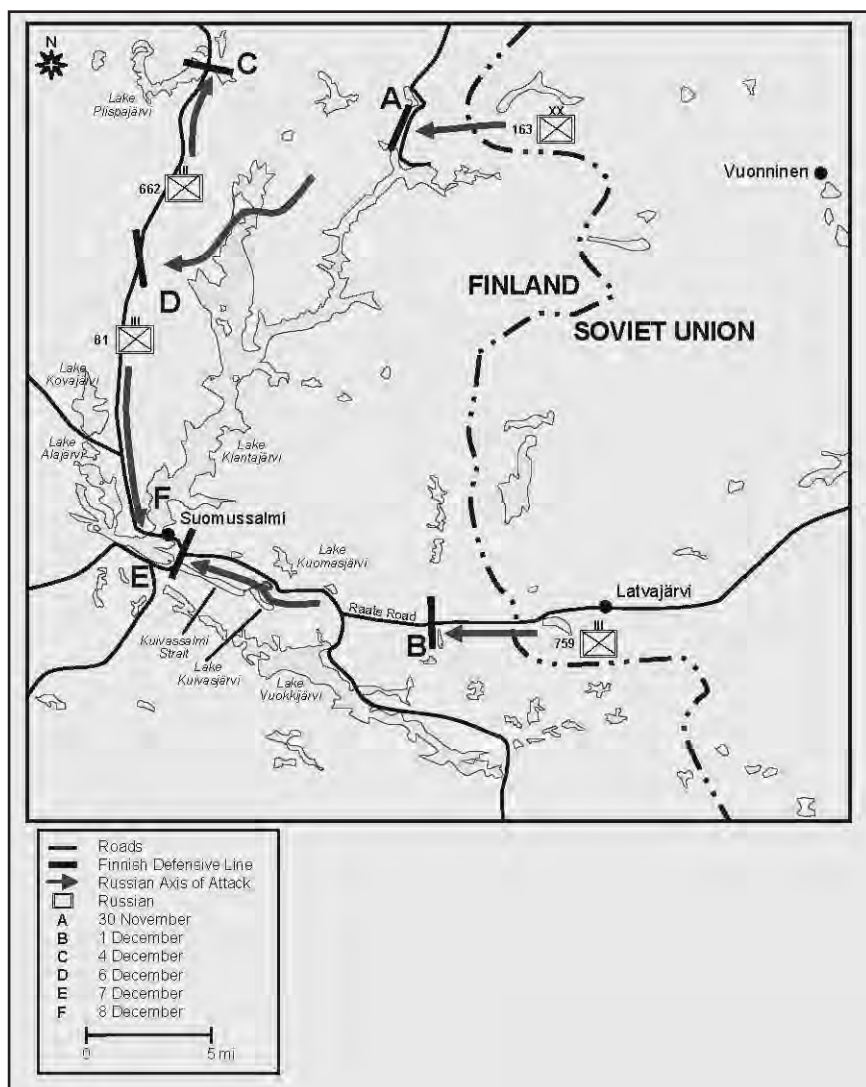 N
C
Lake
Piispajärvi
A
XX
163
Vuonninen
III
662
FINLAND
SOVIET UNION
D
III
81
Lake
Kovajärvi
Lake
Alajärvi
Lake
Kiantajärvi
F
Suomussalmi
E
Lake
Kuomasjärvi
Raate Road
Latvajärvi
B
III
759
Kuivassalmi
Strait
Lake
Kuivasjärvi
Lake
Vuokkijärvi
Roads
Finnish Defensive Line
Russian Axis of Attack
Russian
A 30 November
B 1 December
C 4 December
D 6 December
E 7 December
F 8 December
0 5 mi